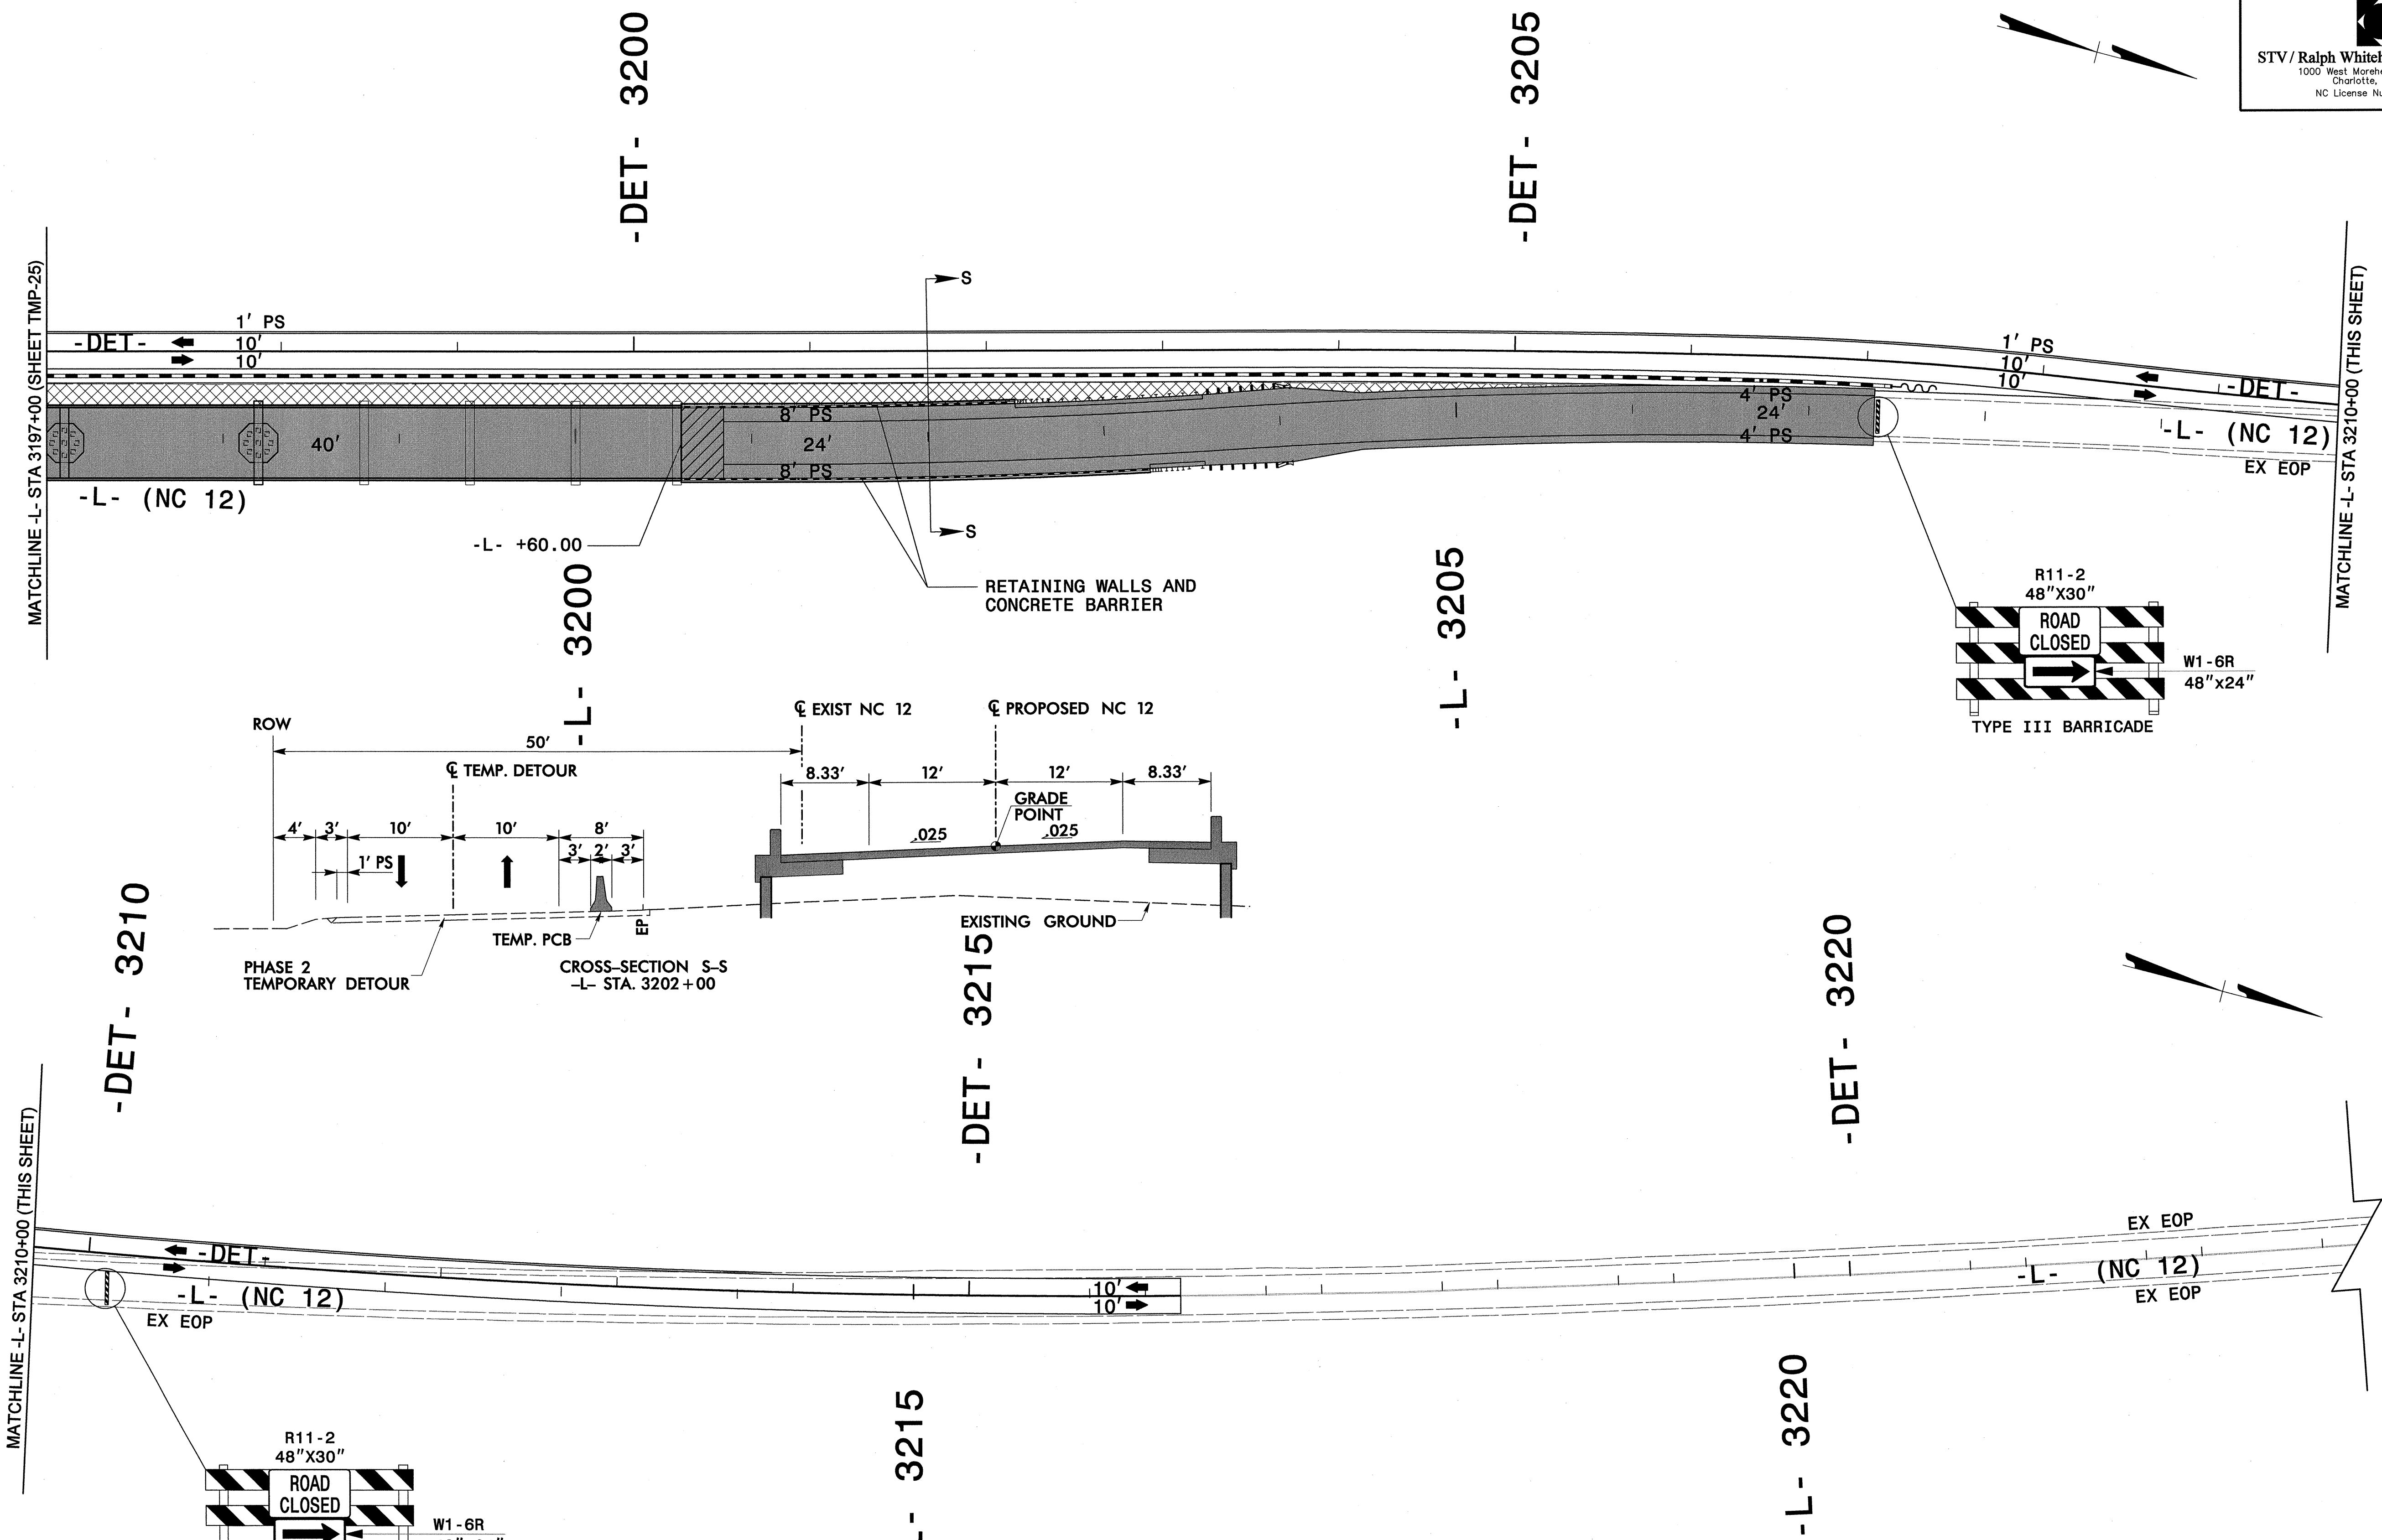 -DET- 3200
-DET- 3205
STV / Ralph
1000 West
Charlotte,
NC License
MATCHLINE -L- STA 3197+00 (SHEET TMP-25)
1' PS
-DET-
10'
10'
S
1' PS
10'
10'
-DET-
MATCHLINE -L- STA 3210+00 (THIS SHEET)
8' PS
40'
24'
8' PS
4' PS
24'
4' PS
-L- (NC 12)
-L- (NC 12)
EX EOP
-L- +60.00
S
RETAINING WALLS AND
CONCRETE BARRIER
-L- 3200
-L- 3205
R11-2
48"X30"
ROAD
CLOSED
W1-6R
48"x24"
TYPE III BARRICADE
ROW
℄ EXIST NC 12
℄ PROPOSED NC 12
50'
℄ TEMP. DETOUR
8.33'
12'
12'
8.33'
GRADE
POINT
4'
3'
10'
10'
8'
.025
.025
3'
2'
3'
1' PS
EP
TEMP. PCB
EXISTING GROUND
PHASE 2
TEMPORARY DETOUR
CROSS-SECTION S-S
-L- STA. 3202+00
-DET- 3210
-DET- 3215
-DET- 3220
MATCHLINE -L- STA 3210+00 (THIS SHEET)
-DET-
-L- (NC 12)
EX EOP
10'
10'
EX EOP
-L- (NC 12)
EX EOP
-L- 3215
-L- 3220
R11-2
48"X30"
ROAD
CLOSED
W1-6R